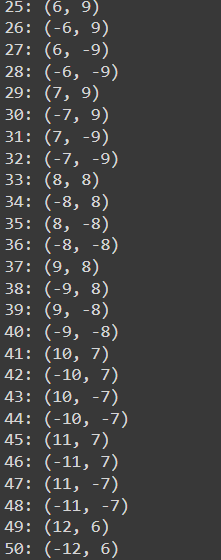 25: (6, 9)
26: (-6, 9)
27: (6, -9)
28: (-6, -9)
29: (7, 9)
30: (-7, 9)
31: (7, -9)
32: (-7, -9)
33: (8, 8)
34: (-8, 8)
35: (8, -8)
36: (-8, -8)
37: (9, 8)
38: (-9, 8)
39: (9, -8)
40: (-9, -8)
41: (10, 7)
42: (-10, 7)
43: (10, -7)
44: (-10, -7)
45: (11, 7)
46: (-11, 7)
47: (11, -7)
48: (-11, -7)
49: (12, 6)
50: (-12, 6)